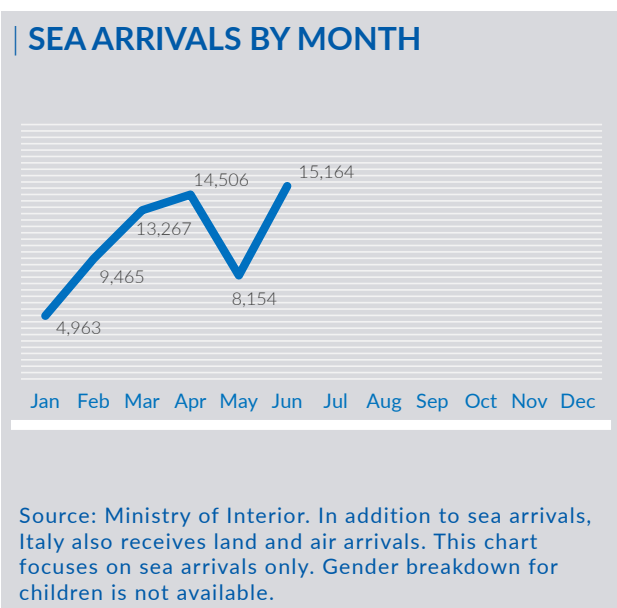 | SEA ARRIVALS BY MONTH
15,164
14,506
13,267
9,465
8,154
4,963
Jan Feb Mar Apr May Jun Jul Aug Sep Oct Nov Dec
Source: Ministry of Interior. In addition to sea arrivals,
Italy also receives land and air arrivals. This chart
focuses on sea arrivals only. Gender breakdown for
children is not available.